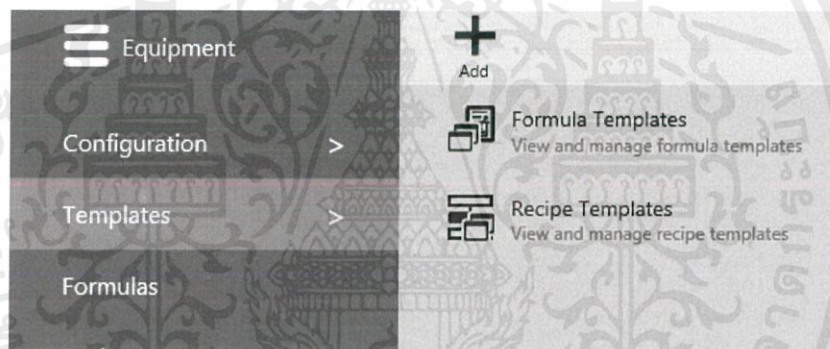 Equipment
Configuration >
Templates >
Formulas
Add
Formula Templates
View and manage formula templates
Recipe Templates
View and manage recipe templates